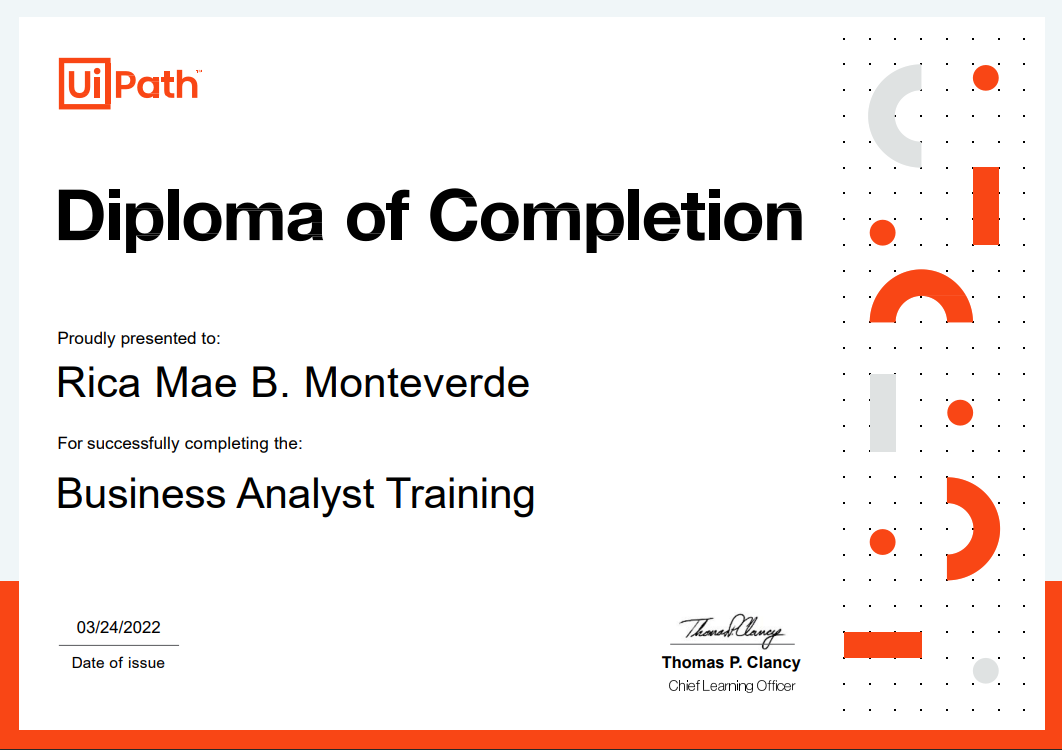 UiPath™
Diploma of Completion
Proudly presented to:
Rica Mae B. Monteverde
For successfully completing the:
Business Analyst Training
03/24/2022
Date of issue
Thomas P. Clancy
Thomas P. Clancy
Chief Learning Officer